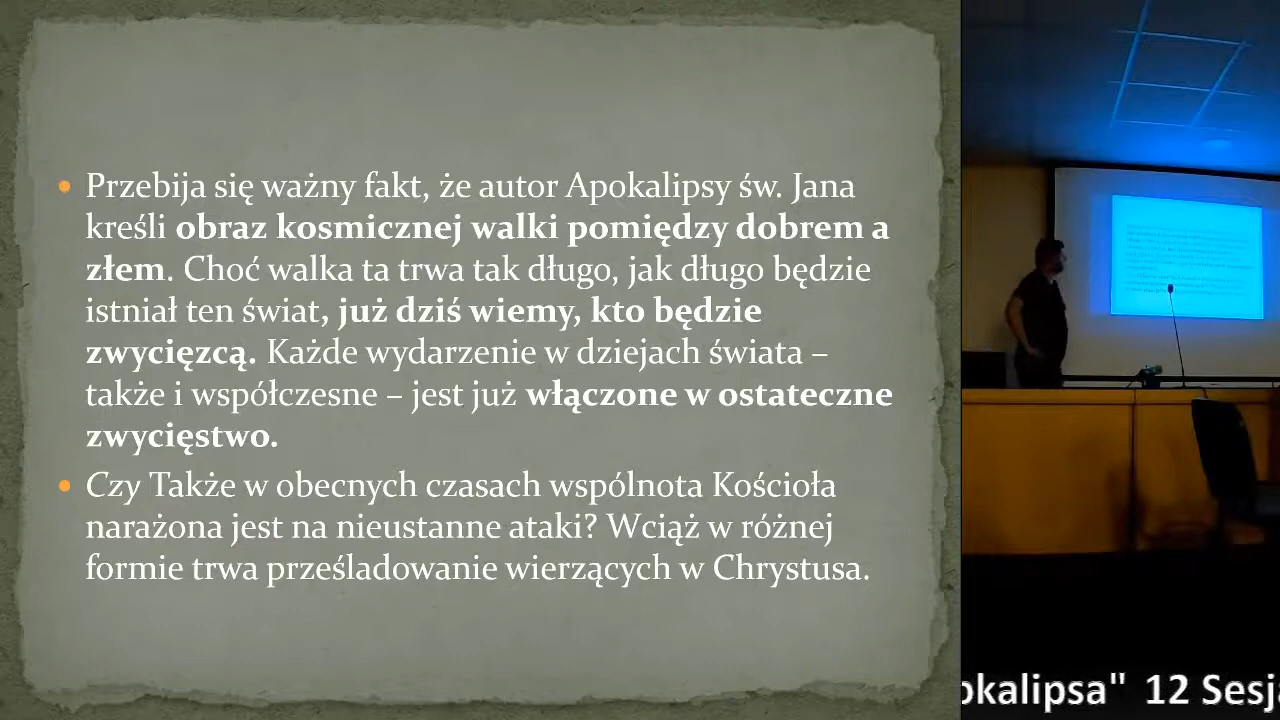 Przebija się ważny fakt, że autor Apokalipsy św. Jana
kreśli obraz kosmicznej walki pomiędzy dobrem a
złem. Choć walka ta trwa tak długo, jak długo będzie
istniał ten świat, już dziś wiemy, kto będzie
zwycięzcą. Każde wydarzenie w dziejach świata –
także i współczesne – jest już włączone w ostateczne
zwycięstwo.
Czy Także w obecnych czasach wspólnota Kościoła
narażona jest na nieustanne ataki? Wciąż w różnej
formie trwa prześladowanie wierzących w Chrystusa.
okalipsa" 12 Sesja